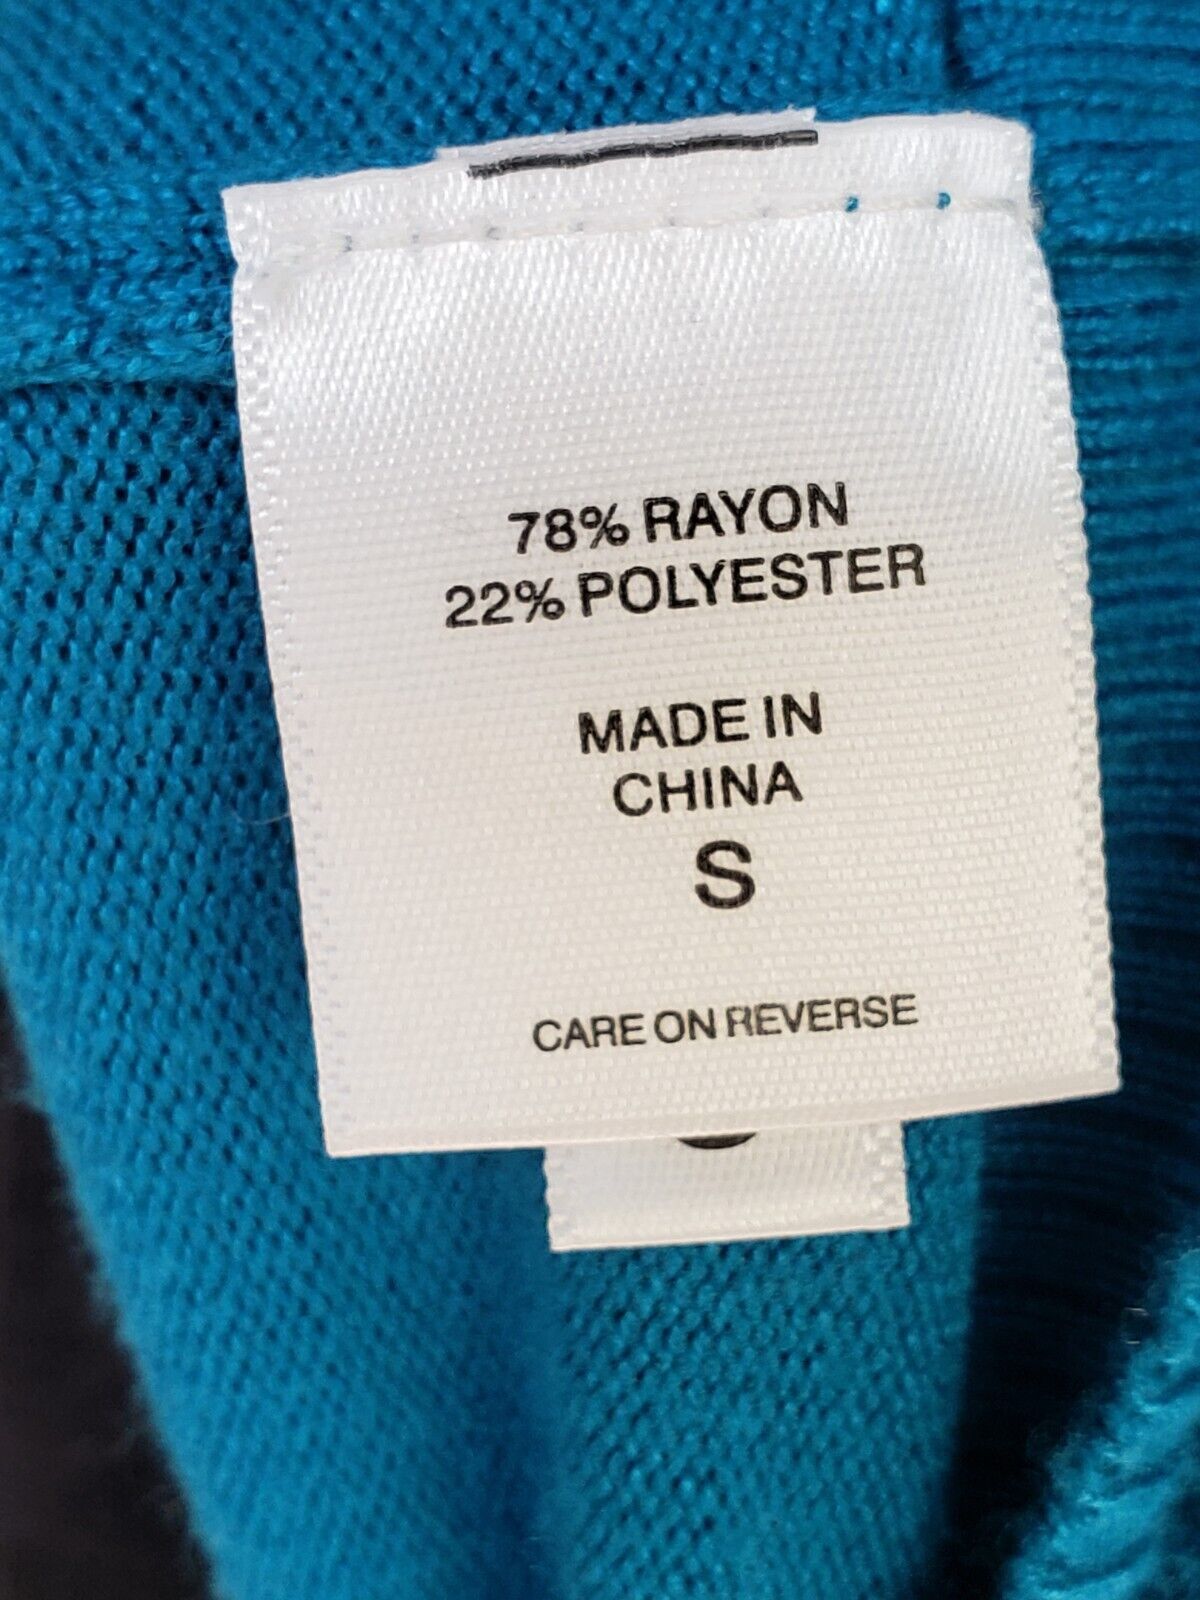 78% RAYON
22% POLYESTER
MADE IN
CHINA
S
CARE ON REVERSE